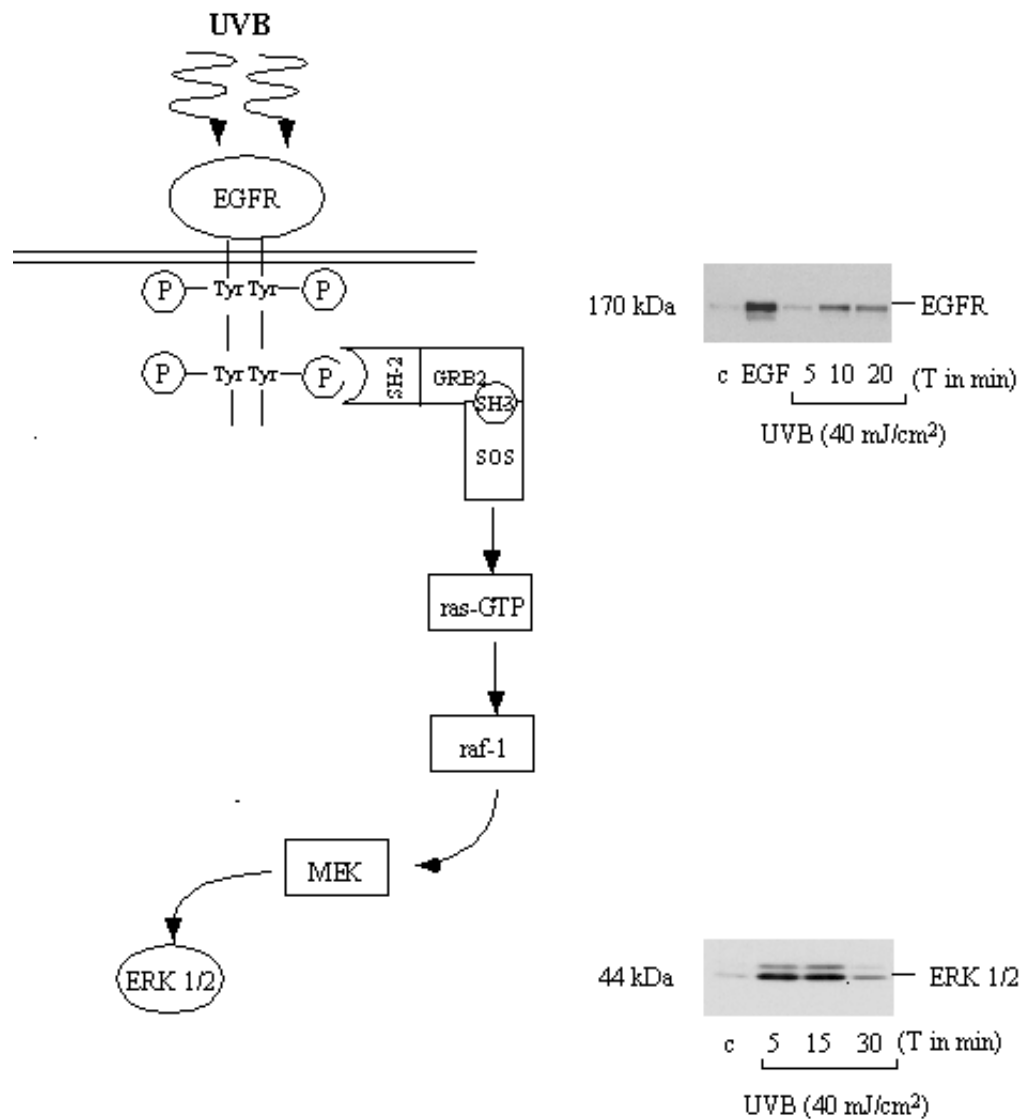 UVB
EGFR
P Tyr Tyr P
P Tyr Tyr P
SH-2 GRB2
SH-3
SOS
ras-GTP
raf-1
MEK
ERK 1/2
170 kDa EGFR
c EGF 5 10 20 (T in min)
UVB (40 mJ/cm²)
44 kDa ERK 1/2
c 5 15 30 (T in min)
UVB (40 mJ/cm²)